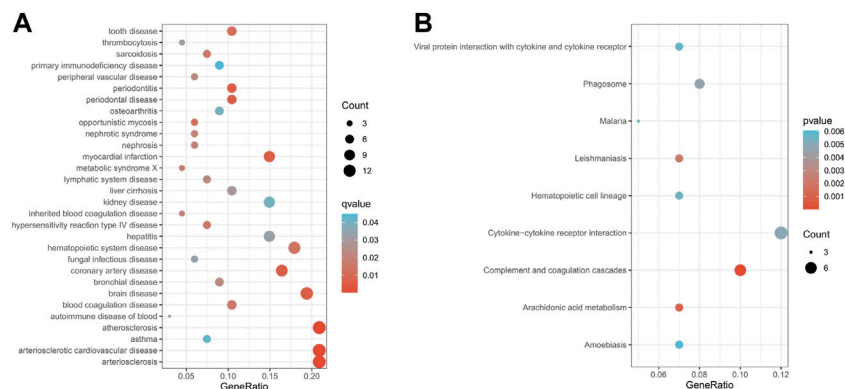 A
tooth disease
thrombocytosis
sarcoidosis
primary immunodeficiency disease
peripheral vascular disease
periodontitis
periodontal disease
osteoarthritis
opportunistic mycosis
nephrotic syndrome
nephrosis
myocardial infarction
metabolic syndrome X
lymphatic system disease
liver cirrhosis
kidney disease
inherited blood coagulation disease
hypersensitivity reaction type IV disease
hepatitis
hematopoietic system disease
fungal infectious disease
coronary artery disease
bronchial disease
brain disease
blood coagulation disease
autoimmune disease of blood
atherosclerosis
asthma
arteriosclerotic cardiovascular disease
arteriosclerosis
0.05 0.10 0.15 0.20
GeneRatio
Count
3
6
9
12
qvalue
0.04
0.03
0.02
0.01
B
Viral protein interaction with cytokine and cytokine receptor
Phagosome
Malaria
Leishmaniasis
Hematopoietic cell lineage
Cytokine−cytokine receptor interaction
Complement and coagulation cascades
Arachidonic acid metabolism
Amoebiasis
0.06 0.08 0.10 0.12
GeneRatio
pvalue
0.006
0.005
0.004
0.003
0.002
0.001
Count
3
6